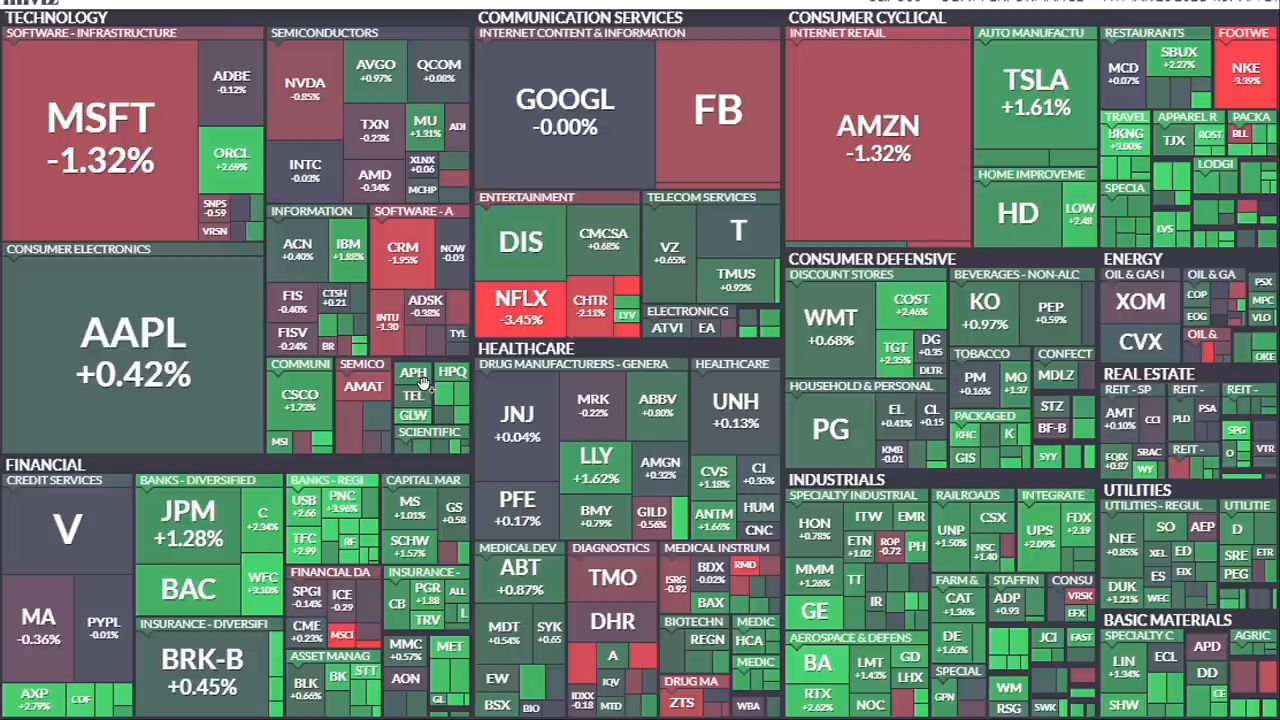 TECHNOLOGY
SOFTWARE - INFRASTRUCTURE
MSFT
-1.32%
ADBE
-0.12%
ORCL
+2.69%
SNPS
-0.59
VRSN
SEMICONDUCTORS
NVDA
-0.85%
AVGO
+0.97%
QCOM
+0.08%
TXN
-0.23%
MU
+1.31%
ADI
INTC
-0.03%
AMD
-0.34%
XLNX
+0.06
MCHP
CONSUMER ELECTRONICS
AAPL
+0.42%
INFORMATION
ACN
+0.40%
IBM
+1.88%
FIS
-0.40%
CTSH
+0.21
FISV
-0.24%
BR
SOFTWARE - A
CRM
-1.95%
NOW
-0.03
INTU
-1.30
ADSK
-0.38%
TYL
COMMUNI
CSCO
+1.73%
MSI
SEMICO
AMAT
APH
HPQ
TEL
GLW
SCIENTIFIC
COMMUNICATION SERVICES
INTERNET CONTENT & INFORMATION
GOOGL
-0.00%
FB
ENTERTAINMENT
DIS
CMCSA
+0.68%
NFLX
-3.45%
CHTR
-2.11%
LYV
TELECOM SERVICES
VZ
+0.65%
T
TMUS
+0.92%
ELECTRONIC G
ATVI
EA
CONSUMER CYCLICAL
INTERNET RETAIL
AMZN
-1.32%
AUTO MANUFACTU
TSLA
+1.61%
HOME IMPROVEME
HD
LOW
+2.48
RESTAURANTS
MCD
+0.07%
SBUX
+2.27%
FOOTWE
NKE
-3.39%
TRAVEL
BKNG
+3.00%
APPAREL R
TJX
ROST
PACKA
BLL
LODGI
SPECIA
LVS
HEALTHCARE
DRUG MANUFACTURERS - GENERA
JNJ
+0.04%
MRK
-0.22%
ABBV
+0.80%
PFE
+0.17%
LLY
+1.62%
AMGN
+0.32%
BMY
+0.79%
GILD
-0.56%
HEALTHCARE
UNH
+0.13%
CVS
+1.18%
CI
+0.35%
ANTM
+1.66%
HUM
CNC
MEDICAL DEV
ABT
+0.87%
MDT
+0.54%
SYK
+0.65
EW
BSX
BIO
DIAGNOSTICS
TMO
DHR
A
IQV
IDXX
-0.18
MTD
MEDICAL INSTRUM
ISRG
-0.92
BDX
-0.02%
RMD
BAX
BIOTECHN
REGN
MEDIC
HCA
MEDIC
DRUG MA
ZTS
WBA
CONSUMER DEFENSIVE
DISCOUNT STORES
WMT
+0.68%
COST
+2.46%
TGT
+2.35%
DG
+0.35
DLTR
BEVERAGES - NON-ALC
KO
+0.97%
PEP
+0.59%
HOUSEHOLD & PERSONAL
PG
EL
+0.41%
CL
+0.15
KMB
-0.01
TOBACCO
PM
+0.16%
MO
+1.37
CONFECT
MDLZ
STZ
BF-B
PACKAGED
KHC
K
GIS
SYY
ENERGY
OIL & GAS I
XOM
CVX
OIL & GA
COP
EOG
OIL &
PSX
MPC
VLO
OKE
REAL ESTATE
REIT - SP
AMT
+0.10%
CCI
EQIX
+0.87
SBAC
WY
REIT -
PLD
PSA
REIT -
REIT -
SPG
O
VTR
FINANCIAL
CREDIT SERVICES
V
MA
-0.36%
PYPL
-0.01%
AXP
+2.79%
COF
BANKS - DIVERSIFIED
JPM
+1.28%
C
+2.34%
BAC
WFC
+3.10%
INSURANCE - DIVERSIFI
BRK-B
+0.45%
BANKS - REGI
USB
+2.66
PNC
+3.96%
TFC
+2.99
RF
FINANCIAL DA
SPGI
-0.14%
ICE
-0.29
CME
+0.23%
MSCI
ASSET MANAG
BLK
+0.66%
BK
STT
CAPITAL MAR
MS
+1.01%
GS
+0.58
SCHW
+1.57%
INSURANCE -
CB
PGR
+1.88
ALL
TRV
L
MMC
+0.57%
AON
MET
GL
INDUSTRIALS
SPECIALTY INDUSTRIAL
HON
+0.78%
ITW
EMR
ETN
+1.02
ROP
-0.72
PH
MMM
+1.26%
TT
IR
GE
AEROSPACE & DEFENS
BA
LMT
+1.43%
GD
LHX
RTX
+2.62%
NOC
RAILROADS
UNP
+1.50%
CSX
NSC
+1.40
INTEGRATE
UPS
+2.09%
FDX
+2.19
FARM &
CAT
+1.36%
DE
+1.63%
STAFFIN
ADP
+0.93
CONSU
VRSK
EFX
JCI
FAST
SPECIAL
GPN
WM
RSG
SWK
UTILITIES
UTILITIES - REGUL
NEE
+0.85%
SO
AEP
XEL
ED
ES
EIX
DUK
+1.21%
WEC
UTILITIE
D
SRE
ETR
PEG
BASIC MATERIALS
SPECIALTY C
LIN
+1.34%
ECL
SHW
APD
DD
CE
AGRIC